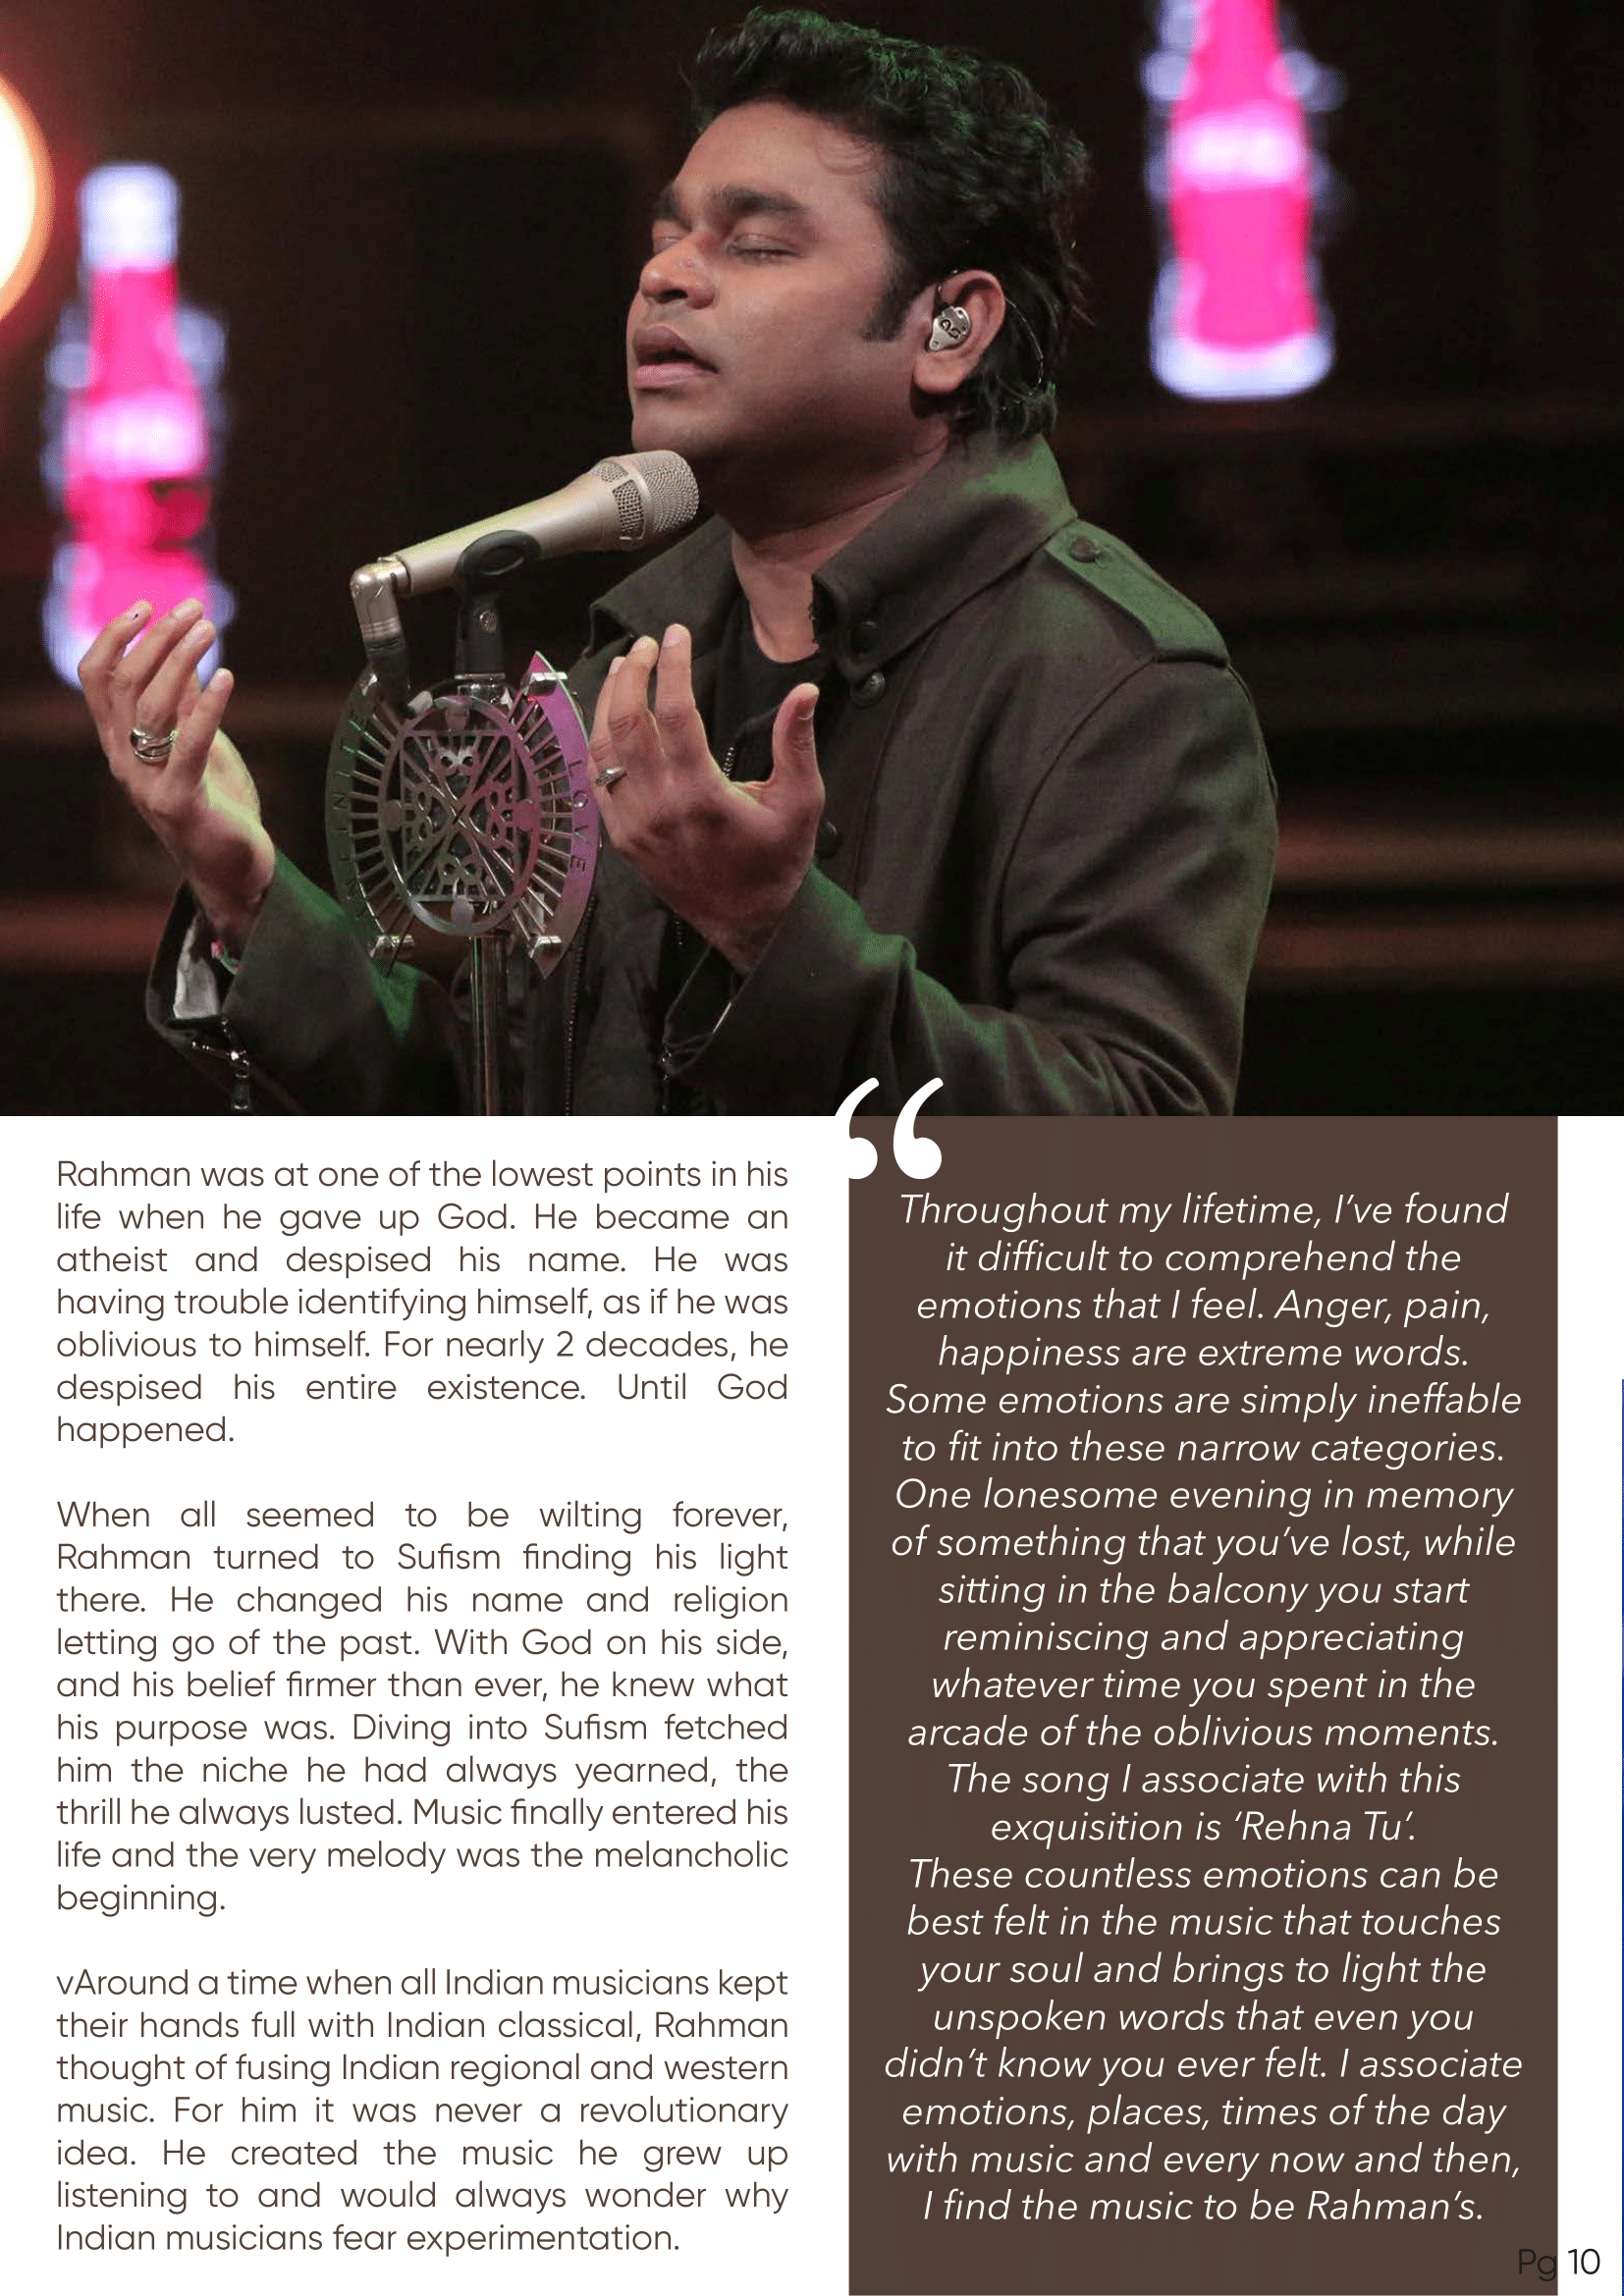 LOVE
Rahman was at one of the lowest points in his
life when he gave up God. He became an
atheist and despised his name. He was
having trouble identifying himself, as if he was
oblivious to himself. For nearly 2 decades, he
despised his entire existence. Until God
happened.
When all seemed to be wilting forever,
Rahman turned to Sufism finding his light
there. He changed his name and religion
letting go of the past. With God on his side,
and his belief firmer than ever, he knew what
his purpose was. Diving into Sufism fetched
him the niche he had always yearned, the
thrill he always lusted. Music finally entered his
life and the very melody was the melancholic
beginning.
vAround a time when all Indian musicians kept
their hands full with Indian classical, Rahman
thought of fusing Indian regional and western
music. For him it was never a revolutionary
idea. He created the music he grew up
listening to and would always wonder why
Indian musicians fear experimentation.
“
Throughout my lifetime, I’ve found
it difficult to comprehend the
emotions that I feel. Anger, pain,
happiness are extreme words.
Some emotions are simply ineffable
to fit into these narrow categories.
One lonesome evening in memory
of something that you’ve lost, while
sitting in the balcony you start
reminiscing and appreciating
whatever time you spent in the
arcade of the oblivious moments.
The song I associate with this
exquisition is ‘Rehna Tu’.
These countless emotions can be
best felt in the music that touches
your soul and brings to light the
unspoken words that even you
didn’t know you ever felt. I associate
emotions, places, times of the day
with music and every now and then,
I find the music to be Rahman’s.
Pg 10